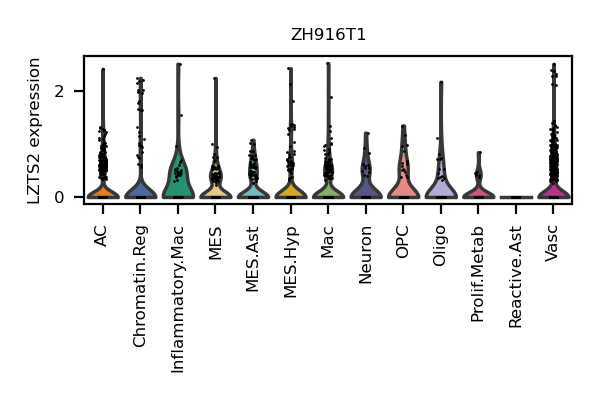 ZH916T1
LZTS2 expression
2
0
AC
Chromatin.Reg
Inflammatory.Mac
MES
MES.Ast
MES.Hyp
Mac
Neuron
OPC
Oligo
Prolif.Metab
Reactive.Ast
Vasc